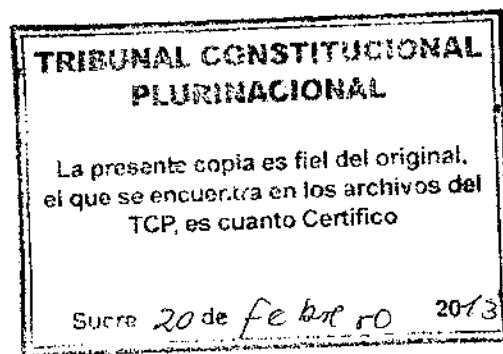 TRIBUNAL CONSTITUCIONAL
PLURINACIONAL
La presente copia es fiel del original,
el que se encuentra en los archivos del
TCP, es cuanto Certifico
Sucre 20 de febrero 2013